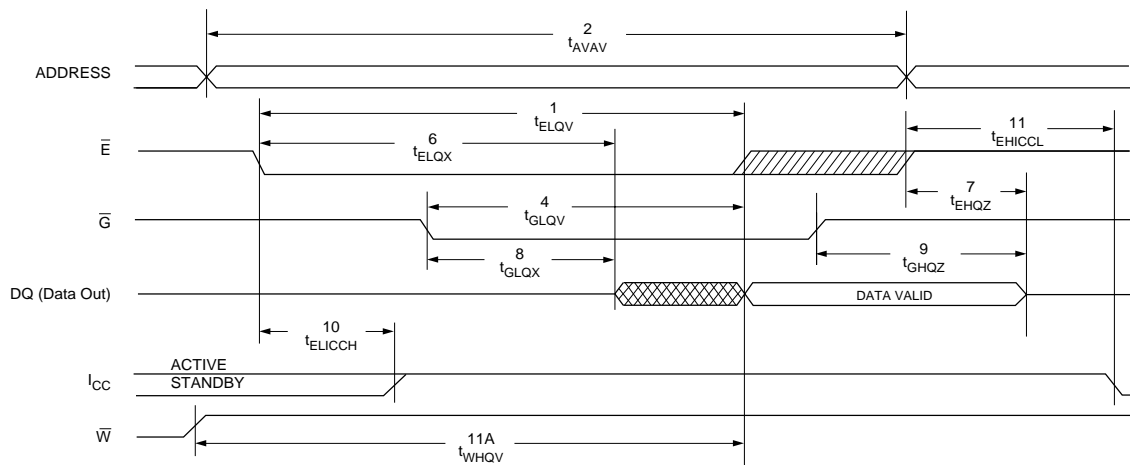 2
tAVAV
ADDRESS
1
tELQV
11
tEHICCL
6
tELQX
E̅
7
tEHQZ
4
tGLQV
G̅
9
tGHQZ
8
tGLQX
DQ (Data Out)
DATA VALID
10
tELICCH
ACTIVE
ICC
STANDBY
W̅
11A
tWHQV